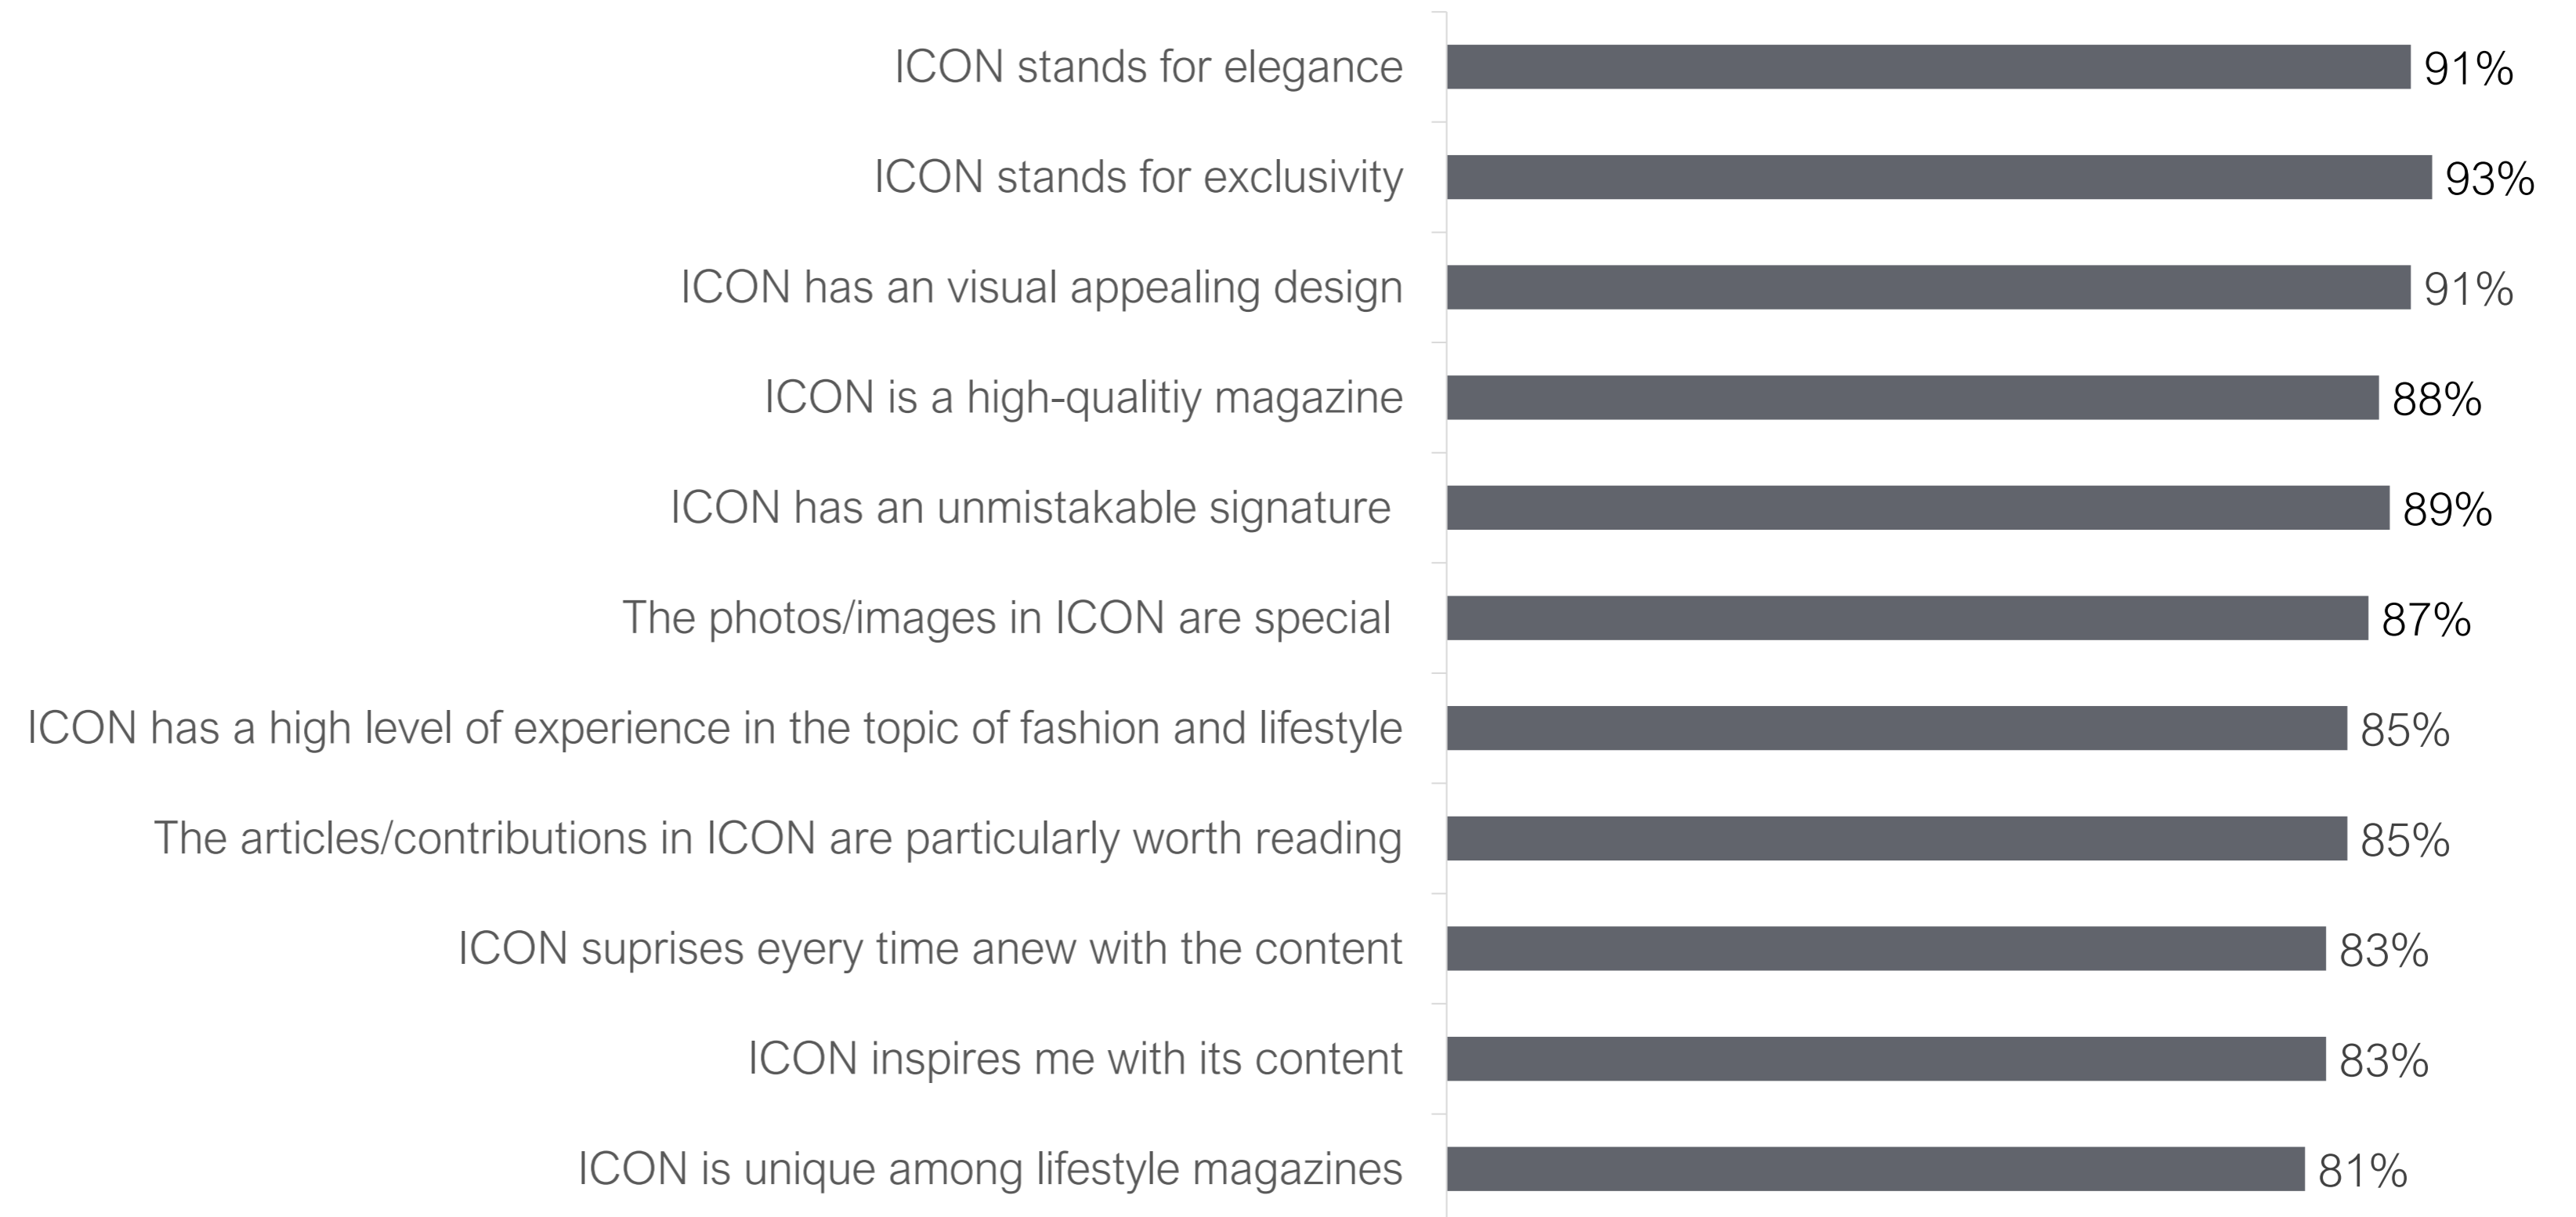 ICON stands for elegance 91%
ICON stands for exclusivity 93%
ICON has an visual appealing design 91%
ICON is a high-qualitiy magazine 88%
ICON has an unmistakable signature 89%
The photos/images in ICON are special 87%
ICON has a high level of experience in the topic of fashion and lifestyle 85%
The articles/contributions in ICON are particularly worth reading 85%
ICON suprises eyery time anew with the content 83%
ICON inspires me with its content 83%
ICON is unique among lifestyle magazines 81%